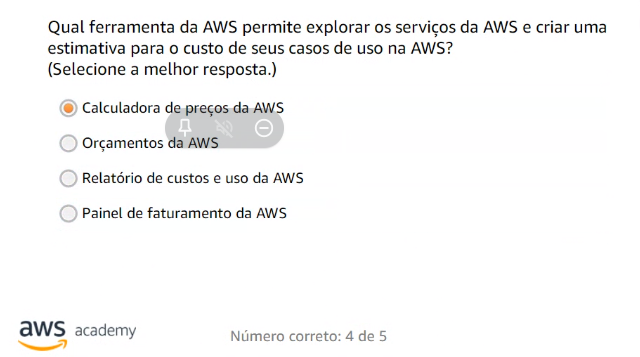 Qual ferramenta da AWS permite explorar os serviços da AWS e criar uma
estimativa para o custo de seus casos de uso na AWS?
(Selecione a melhor resposta.)
Calculadora de preços da AWS
Orçamentos da AWS
Relatório de custos e uso da AWS
Painel de faturamento da AWS
aws academy
Número correto: 4 de 5